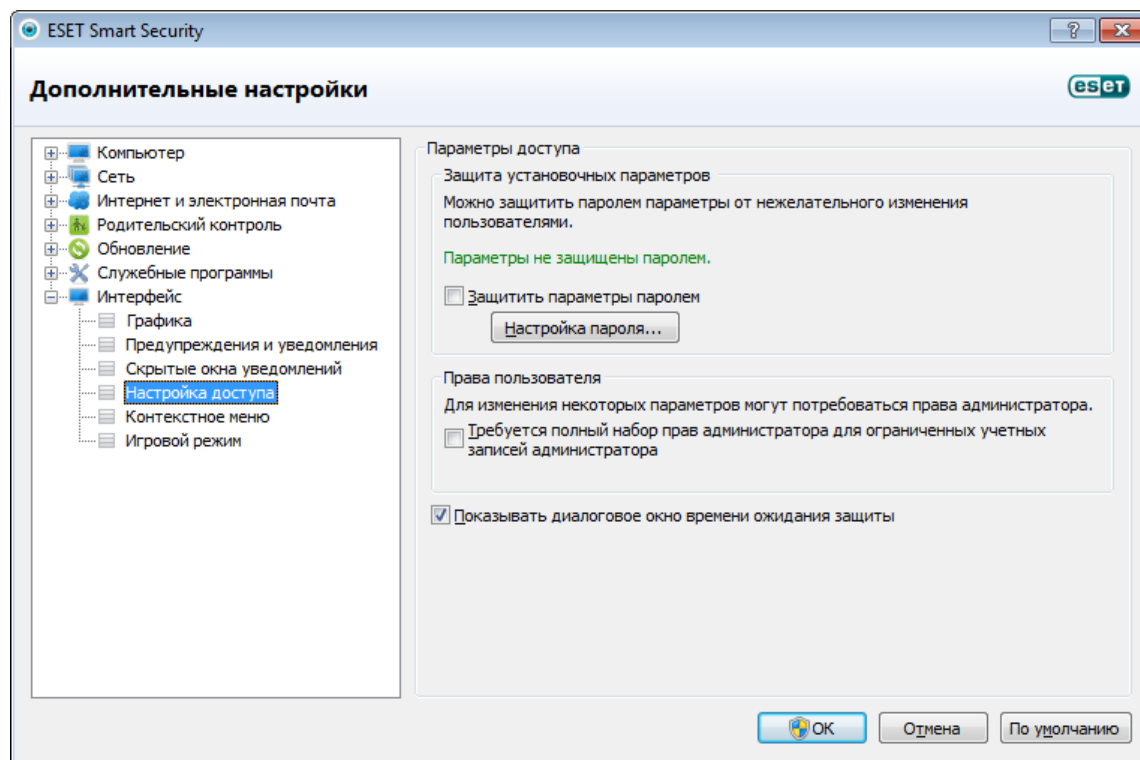 ESET Smart Security
?
Дополнительные настройки
eset
Компьютер
Сеть
Интернет и электронная почта
Родительский контроль
Обновление
Служебные программы
Интерфейс
Графика
Предупреждения и уведомления
Скрытые окна уведомлений
Настройка доступа
Контекстное меню
Игровой режим
Параметры доступа
Защита установочных параметров
Можно защитить паролем параметры от нежелательного изменения
пользователями.
Параметры не защищены паролем.
Защитить параметры паролем
Настройка пароля...
Права пользователя
Для изменения некоторых параметров могут потребоваться права администратора.
Требуется полный набор прав администратора для ограниченных учетных
записей администратора
Показывать диалоговое окно времени ожидания защиты
OK
Отмена
По умолчанию